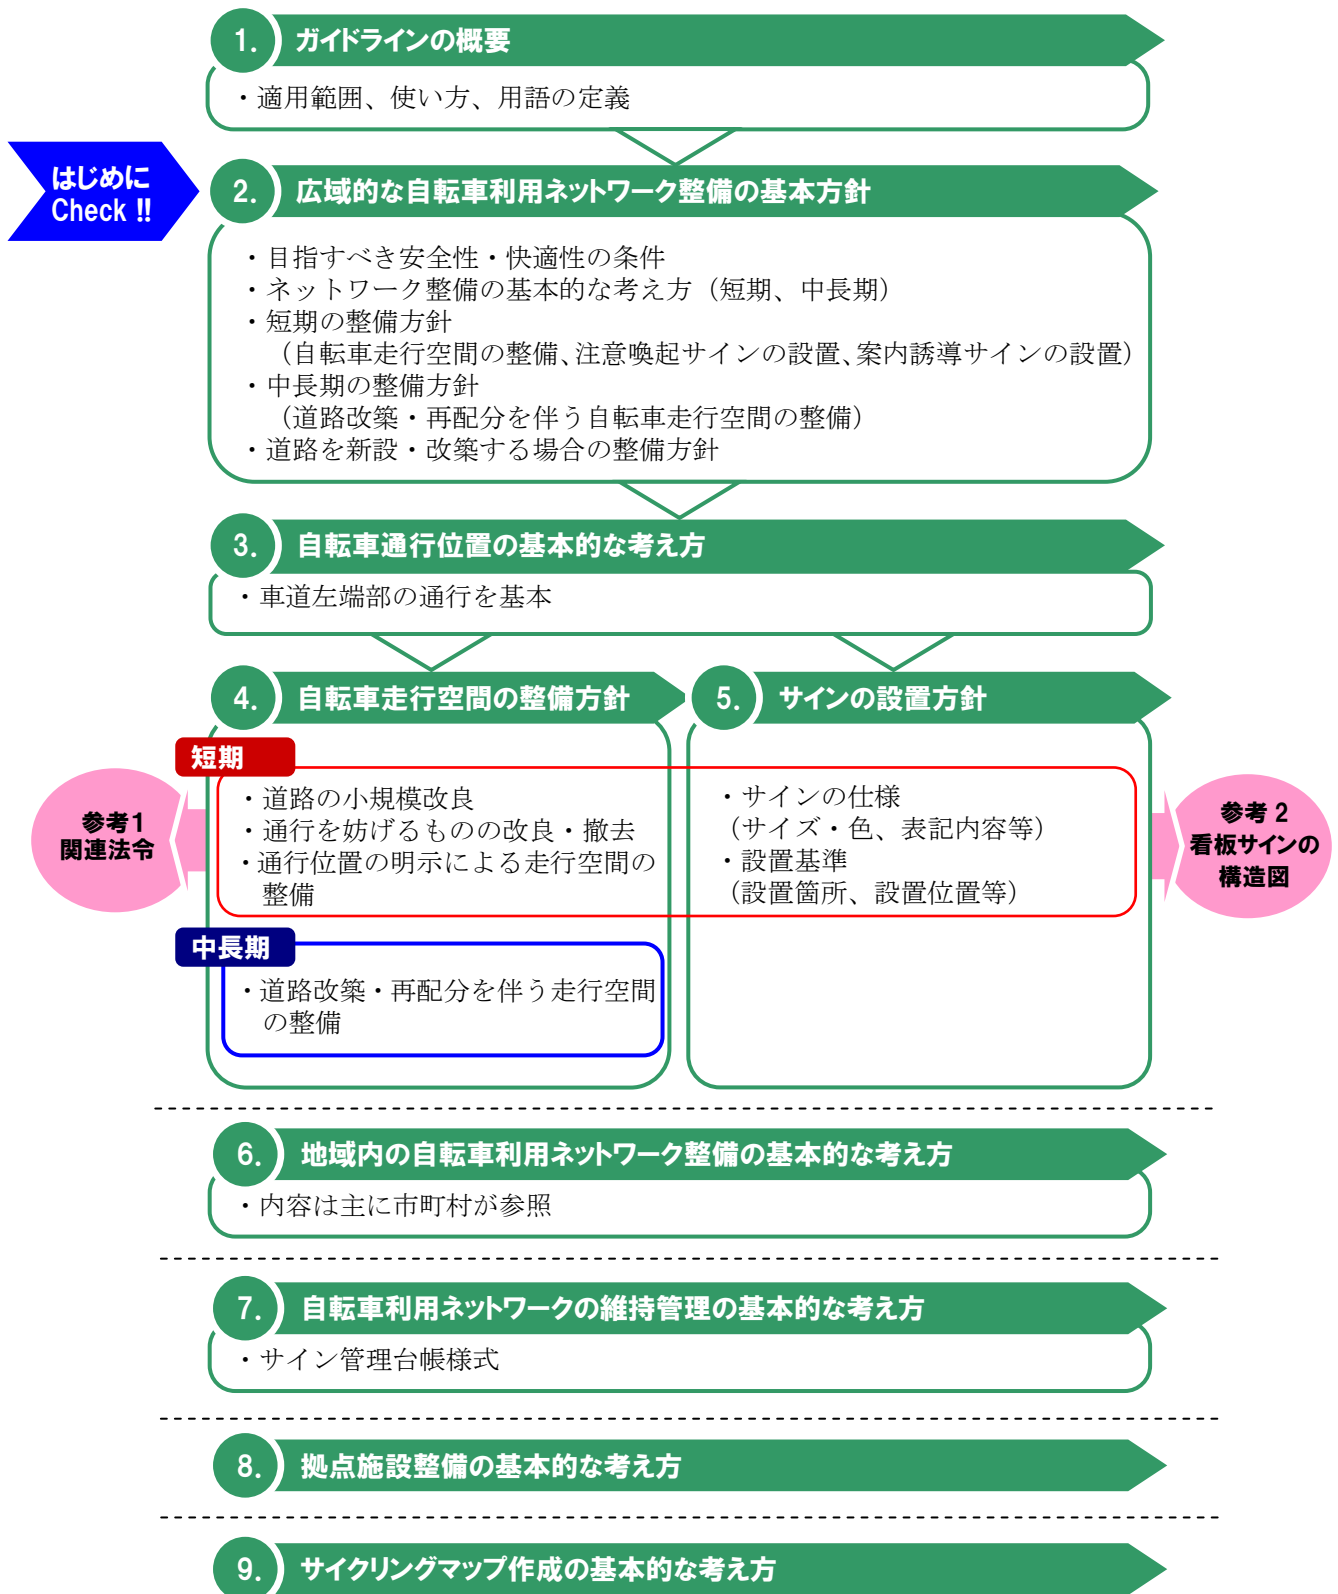 1. ガイドラインの概要
・適用範囲、使い方、用語の定義
はじめに
Check !!
2. 広域的な自転車利用ネットワーク整備の基本方針
・目指すべき安全性・快適性の条件
・ネットワーク整備の基本的な考え方（短期、中長期）
・短期の整備方針
（自転車走行空間の整備、注意喚起サインの設置、案内誘導サインの設置）
・中長期の整備方針
（道路改築・再配分を伴う自転車走行空間の整備）
・道路を新設・改築する場合の整備方針
3. 自転車通行位置の基本的な考え方
・車道左端部の通行を基本
4. 自転車走行空間の整備方針
短期
・道路の小規模改良
・通行を妨げるものの改良・撤去
・通行位置の明示による走行空間の
整備
参考1
関連法令
中長期
・道路改築・再配分を伴う走行空間
の整備
5. サインの設置方針
・サインの仕様
（サイズ・色、表記内容等）
・設置基準
（設置箇所、設置位置等）
参考 2
看板サインの
構造図
6. 地域内の自転車利用ネットワーク整備の基本的な考え方
・内容は主に市町村が参照
7. 自転車利用ネットワークの維持管理の基本的な考え方
・サイン管理台帳様式
8. 拠点施設整備の基本的な考え方
9. サイクリングマップ作成の基本的な考え方